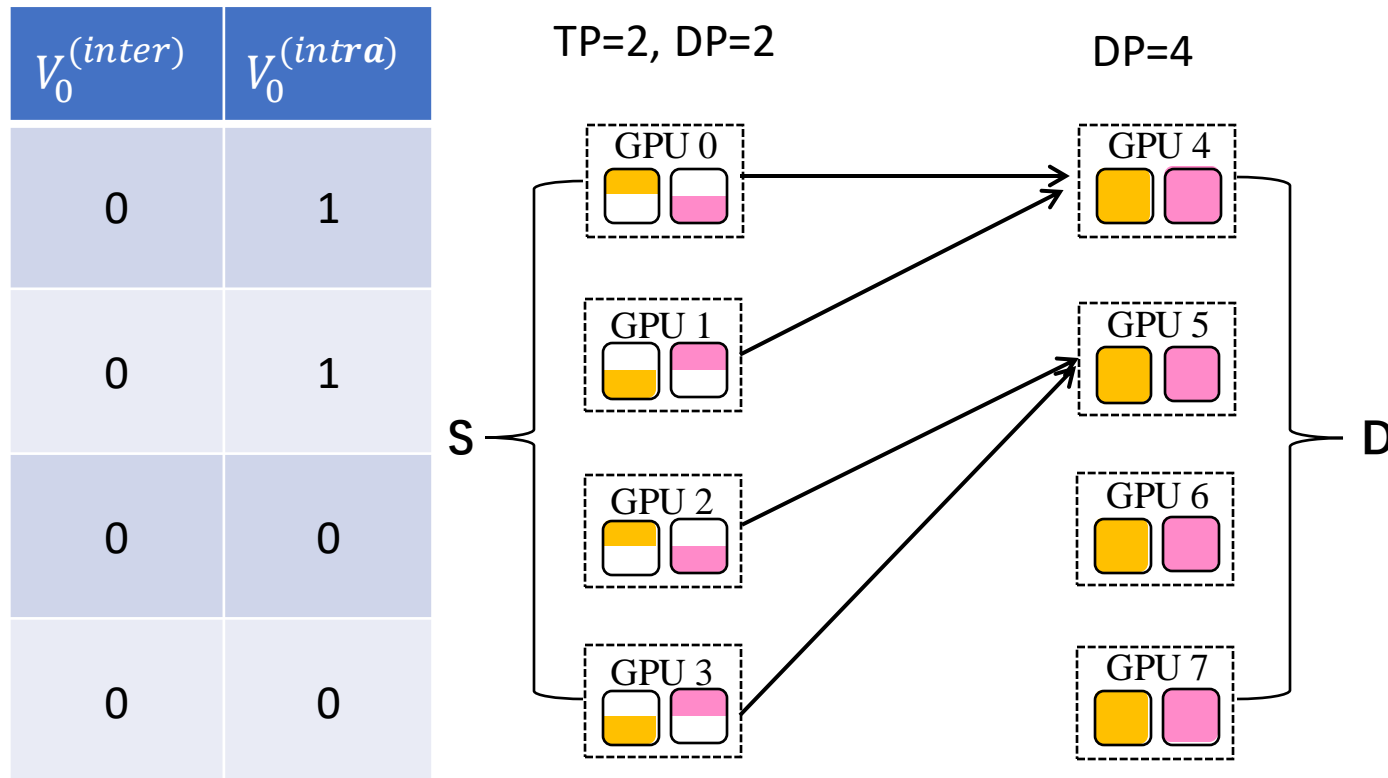 V_0^{(inter)} V_0^{(intra)}
0 1
0 1
0 0
0 0
TP=2, DP=2
DP=4
S
GPU 0
GPU 1
GPU 2
GPU 3
GPU 4
GPU 5
GPU 6
GPU 7
D